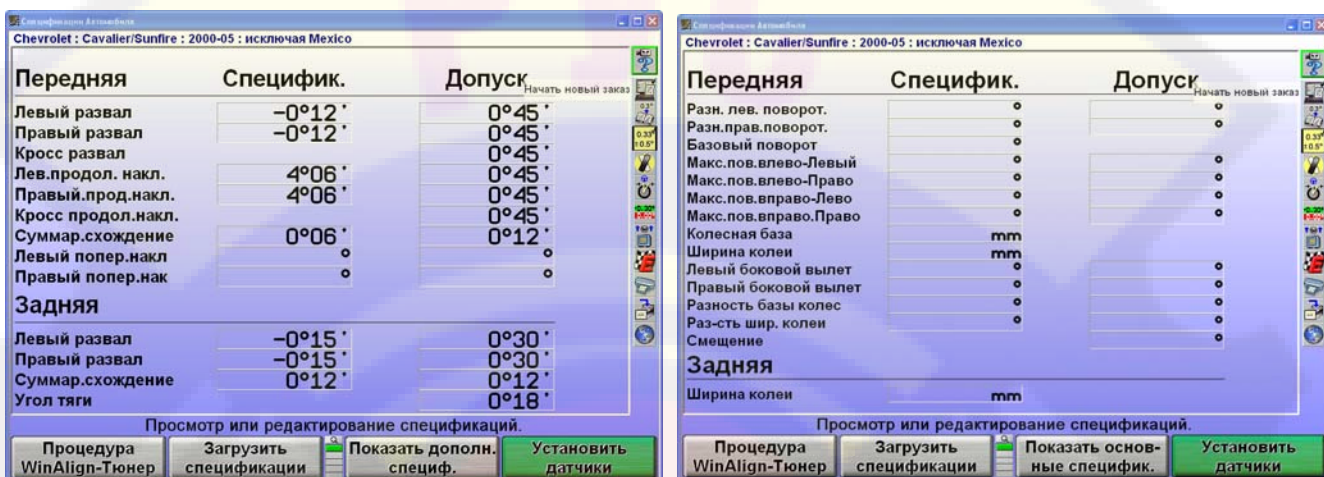 Спецификации Автомобиля
Chevrolet : Cavalier/Sunfire : 2000-05 : исключая Mexico
Передняя Специфик. Допуск
Начать новый заказ
Левый развал −0°12' 0°45'
Правый развал −0°12' 0°45'
Кросс развал 0°45'
Лев.продол. накл. 4°06' 0°45'
Правый.прод.накл. 4°06' 0°45'
Кросс продол.накл. 0°45'
Суммар.схождение 0°06' 0°12'
Левый попер.накл ° °
Правый попер.нак ° °
Задняя
Левый развал −0°15' 0°30'
Правый развал −0°15' 0°30'
Суммар.схождение 0°12' 0°12'
Угол тяги 0°18'
Просмотр или редактирование спецификаций.
Процедура WinAlign-Тюнер
Загрузить спецификации
Показать дополн. специф.
Установить датчики
Спецификации Автомобиля
Chevrolet : Cavalier/Sunfire : 2000-05 : исключая Mexico
Передняя Специфик. Допуск
Начать новый заказ
Разн. лев. поворот. ° °
Разн.прав.поворот. ° °
Базовый поворот °
Макс.пов.влево-Левый ° °
Макс.пов.влево-Право ° °
Макс.пов.вправо-Лево ° °
Макс.пов.вправо.Право ° °
Колесная база mm
Ширина колеи mm
Левый боковой вылет ° °
Правый боковой вылет ° °
Разность базы колес ° °
Раз-сть шир. колеи ° °
Смещение °
Задняя
Ширина колеи mm
Просмотр или редактирование спецификаций.
Процедура WinAlign-Тюнер
Загрузить спецификации
Показать основ-
ные специфик.
Установить датчики